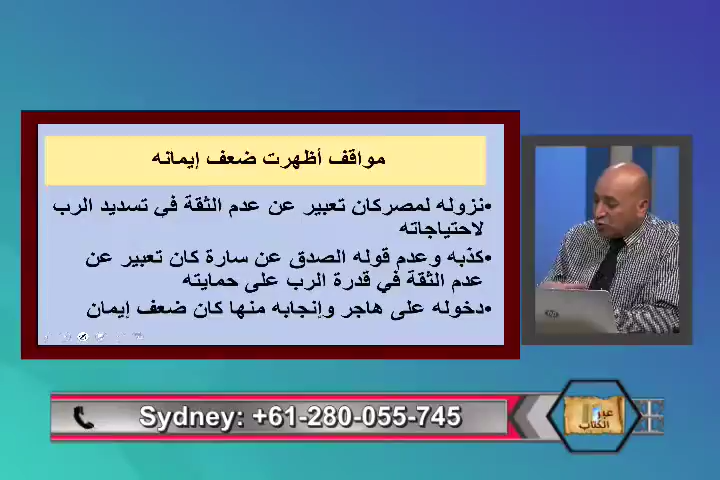 مواقف أظهرت ضعف إيمانه
•نزوله لمصركان تعبير عن عدم الثقة في تسديد الرب
لاحتياجاته
•كذبه وعدم قوله الصدق عن سارة كان تعبير عن
عدم الثقة في قدرة الرب على حمايته
•دخوله على هاجر وإنجابه منها كان ضعف إيمان
Sydney: +61-280-055-745
عبر
الكتاب